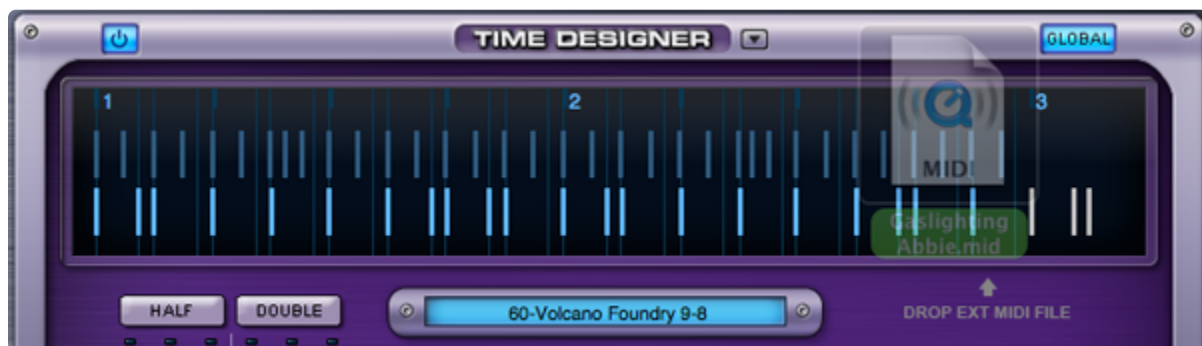 TIME DESIGNER
GLOBAL
1
2
3
MIDI
Gaslighting
Abbie.mid
HALF
DOUBLE
60-Volcano Foundry 9-8
DROP EXT MIDI FILE